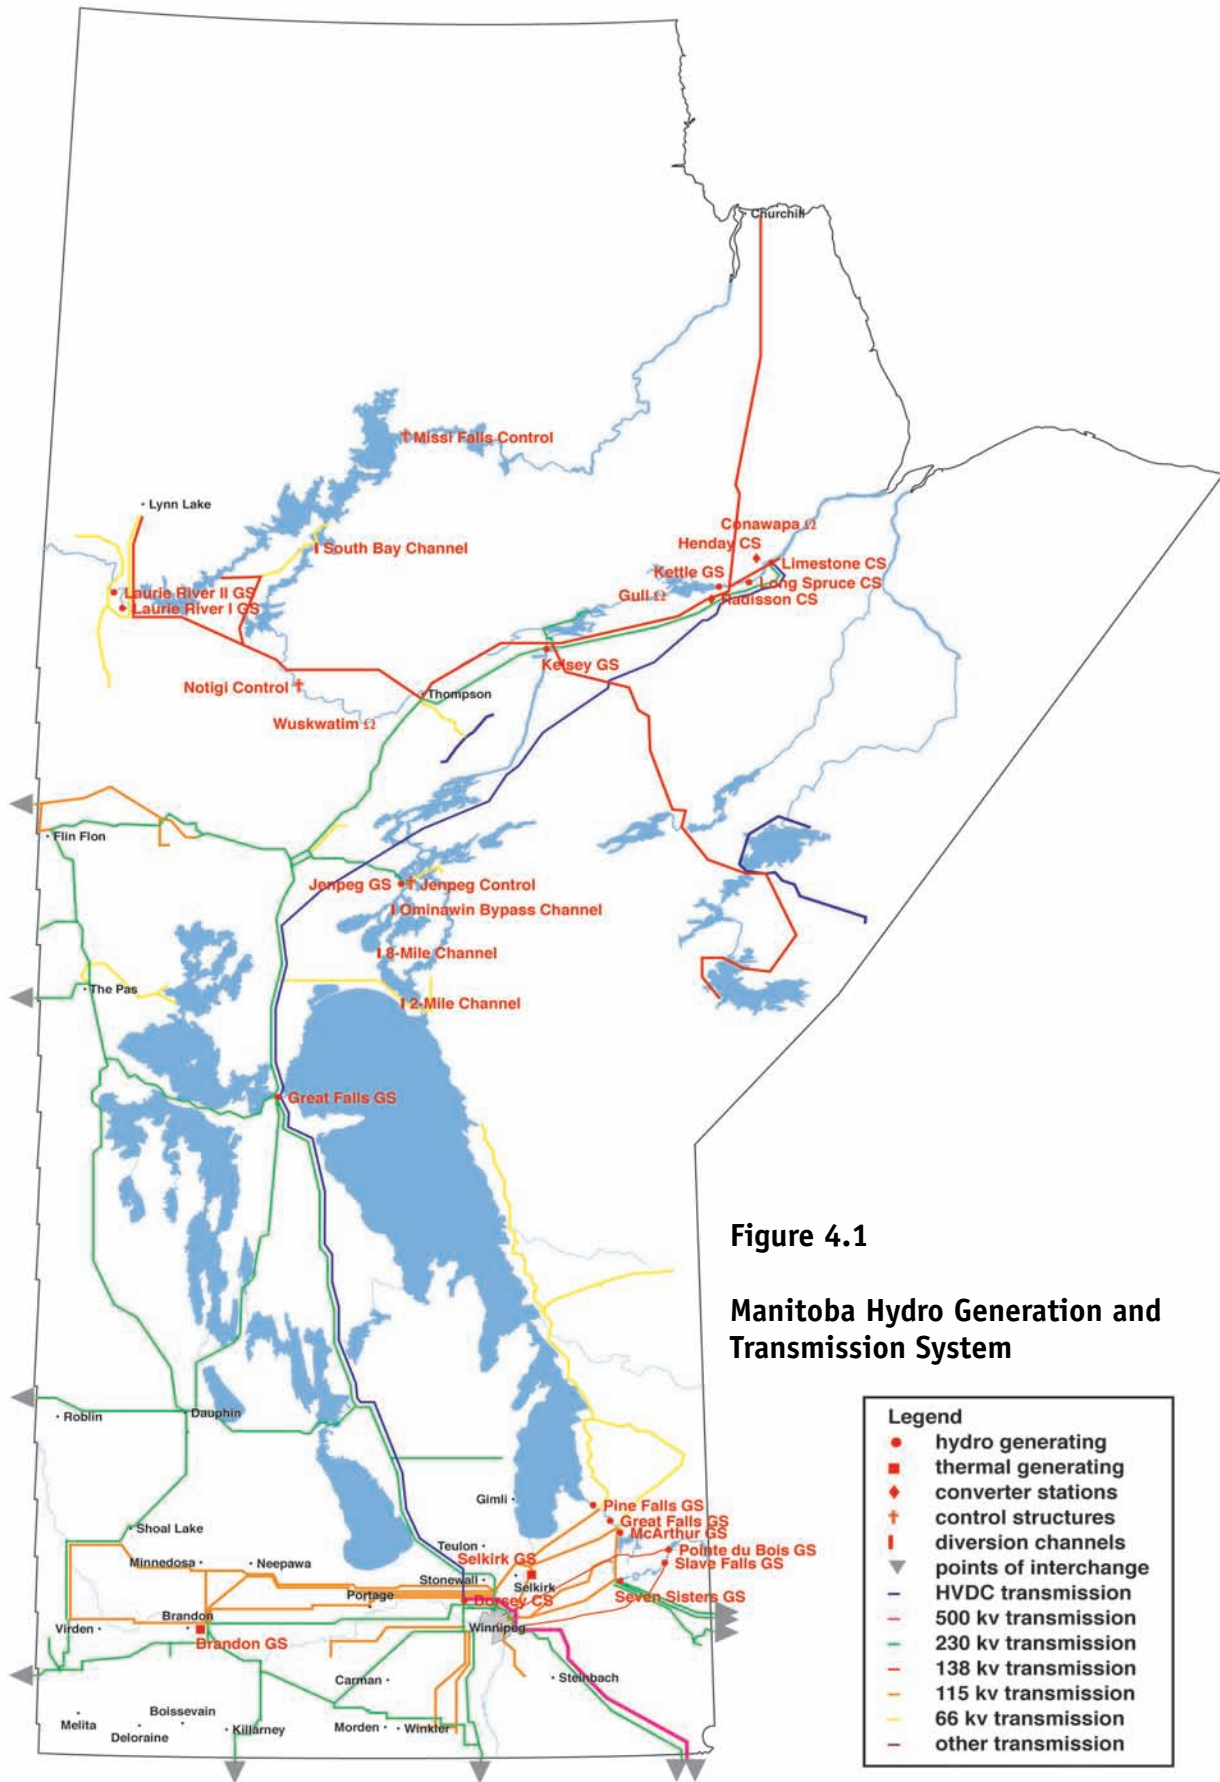 Churchill
Missi Falls Control
Lynn Lake
South Bay Channel
Conawapa Ω
Henday CS
Limestone CS
Kettle GS
Long Spruce CS
Gull Ω
Radisson CS
Laurie River II GS
Laurie River I GS
Kelsey GS
Notigi Control
Thompson
Wuskwatim Ω
Flin Flon
Jenpeg GS
Jenpeg Control
Ominawin Bypass Channel
8-Mile Channel
The Pas
2-Mile Channel
Great Falls GS
Figure 4.1
Manitoba Hydro Generation and
Transmission System
Roblin
Dauphin
Gimli
Pine Falls GS
Great Falls GS
McArthur GS
Shoal Lake
Teulon
Pointe du Bois GS
Selkirk GS
Slave Falls GS
Minnedosa
Neepawa
Stonewall
Selkirk
Seven Sisters GS
Portage
Dorsey CS
Brandon
Virden
Winnipeg
Brandon GS
Carman
Steinbach
Boissevain
Melita
Deloraine
Killarney
Morden
Winkler
Legend
hydro generating
thermal generating
converter stations
control structures
diversion channels
points of interchange
HVDC transmission
500 kv transmission
230 kv transmission
138 kv transmission
115 kv transmission
66 kv transmission
other transmission